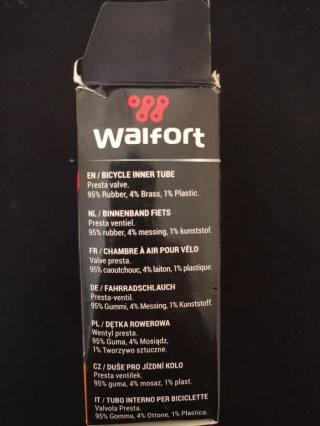 Walfort
EN / BICYCLE INNER TUBE
Presta valve.
95% Rubber, 4% Brass, 1% Plastic.
NL / BINNENBAND FIETS
Presta ventiel.
95% rubber, 4% messing, 1% kunststof.
FR / CHAMBRE À AIR POUR VÉLO
Valve presta.
95% caoutchouc, 4% laiton, 1% plastique.
DE / FAHRRADSCHLAUCH
Presta-ventil.
95% Gummi, 4% Messing, 1% Kunststoff.
PL / DĘTKA ROWEROWA
Wentyl presta.
95% Guma, 4% Mosiądz,
1% Tworzywo sztuczne.
CZ / DUŠE PRO JÍZDNÍ KOLO
Presta ventilek.
95% guma, 4% mosaz, 1% plast.
IT / TUBO INTERNO PER BICICLETTE
Valvola Presta.
95% Gomma, 4% Ottone, 1% Plastica.